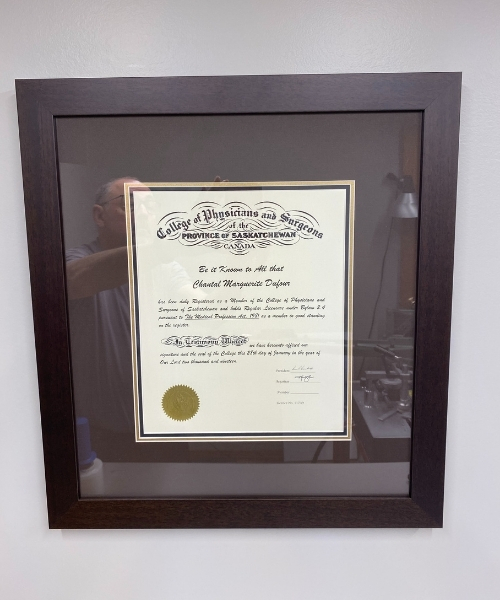 College of Physicians and Surgeons
of the
PROVINCE OF SASKATCHEWAN
CANADA
Be it Known to All that
Chantal Marguerite Dufour
has been duly Registered as a Member of the College of Physicians and
Surgeons of Saskatchewan and holds Regular Licensure under Bylaw 2.4
pursuant to The Medical Profession Act, 1981 as a member in good standing
on the register.
In Testimony Whereof we have hereunto affixed our
signature and the seal of the College this 28th day of January in the year of
Our Lord two thousand and nineteen.